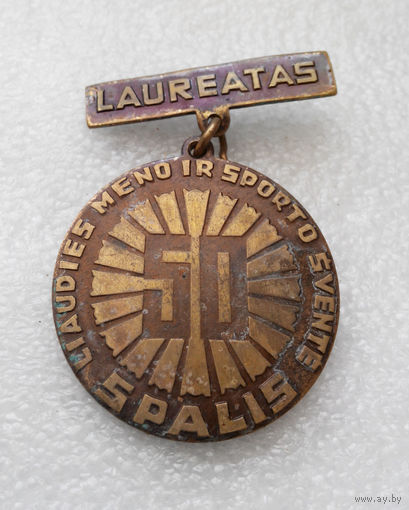 LAUREATAS
LIAUDIES MENO IR SPORTO ŠVENTĖ
50
SPALIS
www.ay.by